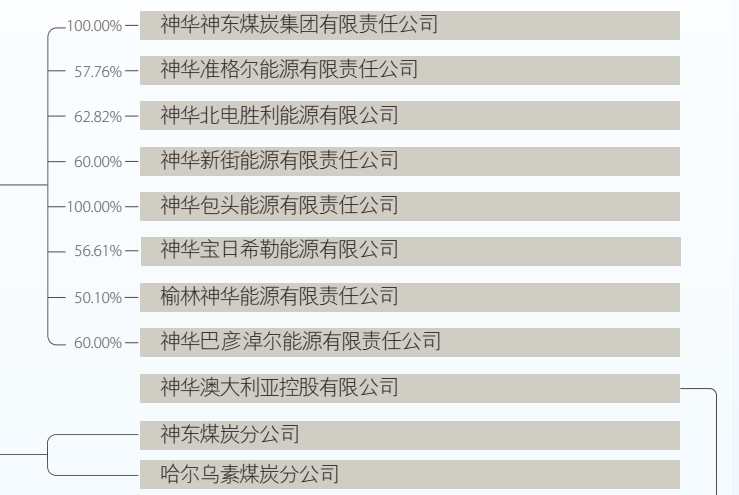 100.00% 神华神东煤炭集团有限责任公司
57.76% 神华准格尔能源有限责任公司
62.82% 神华北电胜利能源有限公司
60.00% 神华新街能源有限责任公司
100.00% 神华包头能源有限责任公司
56.61% 神华宝日希勒能源有限公司
50.10% 榆林神华能源有限责任公司
60.00% 神华巴彦淖尔能源有限责任公司
神华澳大利亚控股有限公司
神东煤炭分公司
哈尔乌素煤炭分公司